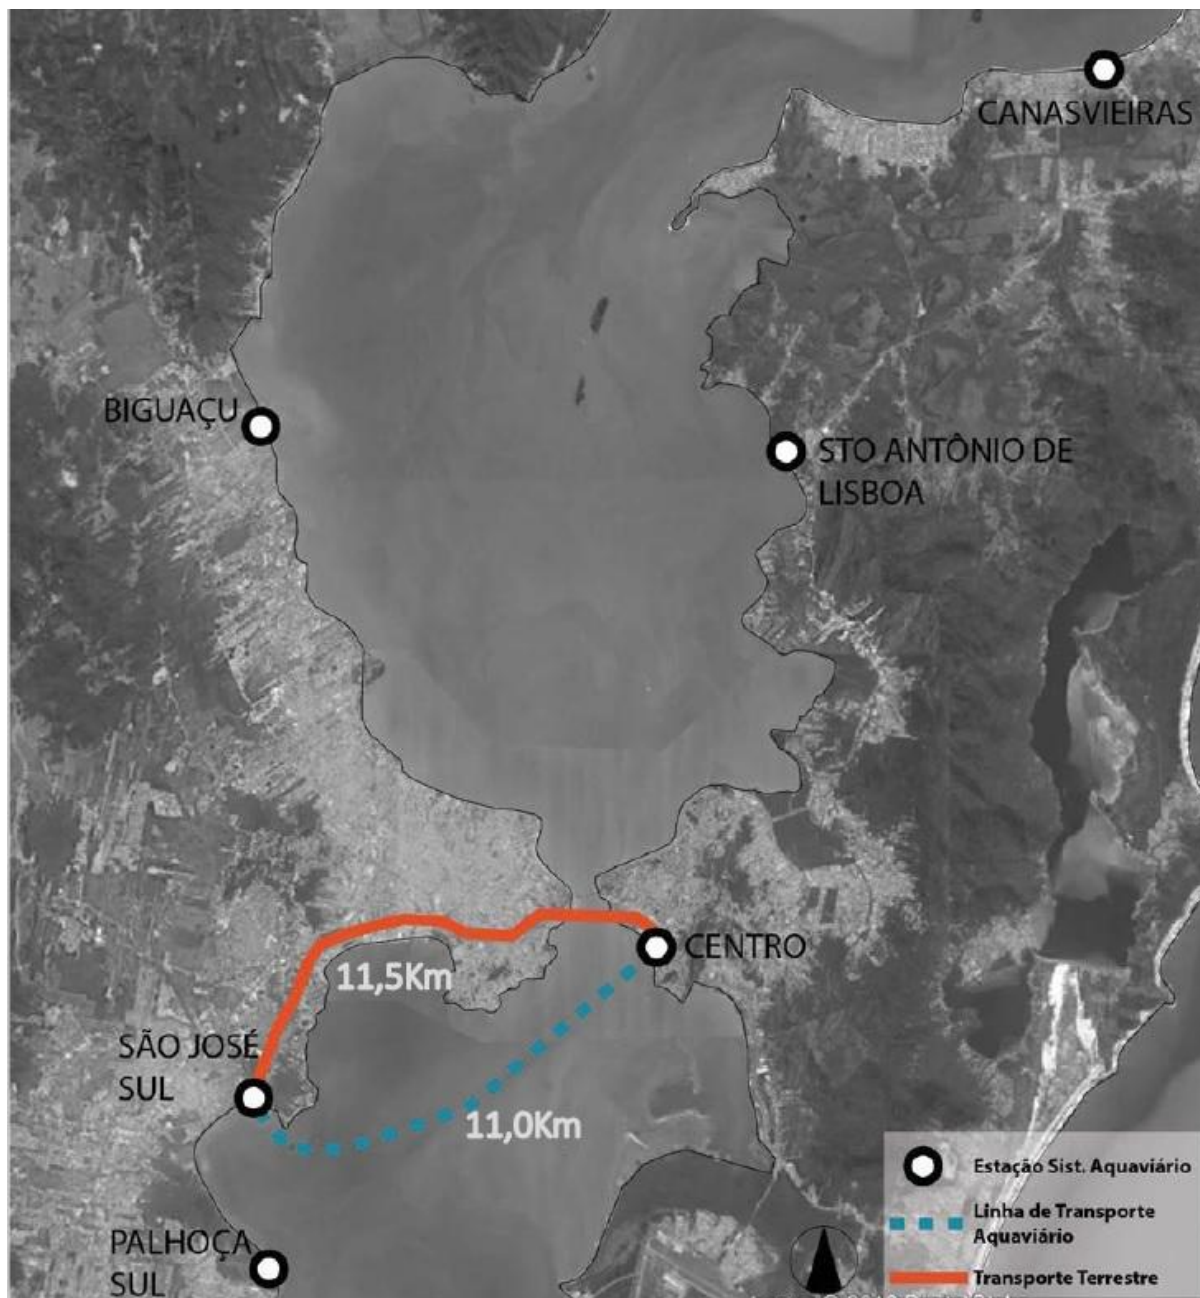 CANASVIEIRAS
BIGUAÇU
STO ANTÔNIO DE
LISBOA
CENTRO
11,5Km
SÃO JOSÉ
SUL
11,0Km
PALHOÇA
SUL
Estação Sist. Aquaviário
Linha de Transporte
Aquaviário
Transporte Terrestre